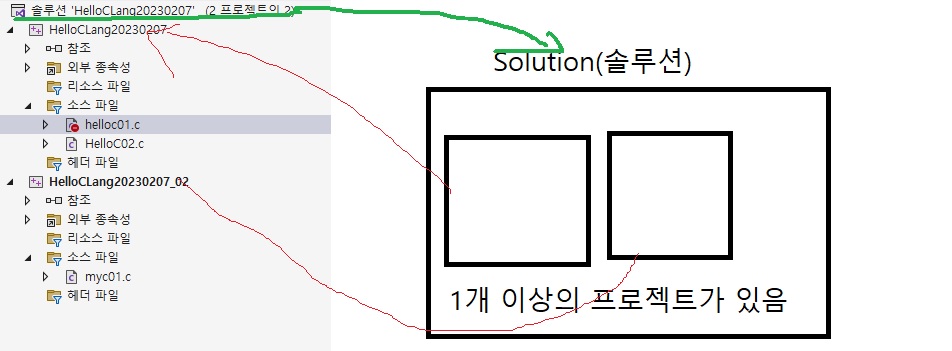 솔루션 'HelloCLang20230207' (2 프로젝트의 2)
HelloCLang20230207
참조
외부 종속성
리소스 파일
소스 파일
helloc01.c
HelloC02.c
헤더 파일
HelloCLang20230207_02
참조
외부 종속성
리소스 파일
소스 파일
myc01.c
헤더 파일
Solution(솔루션)
1개 이상의 프로젝트가 있음